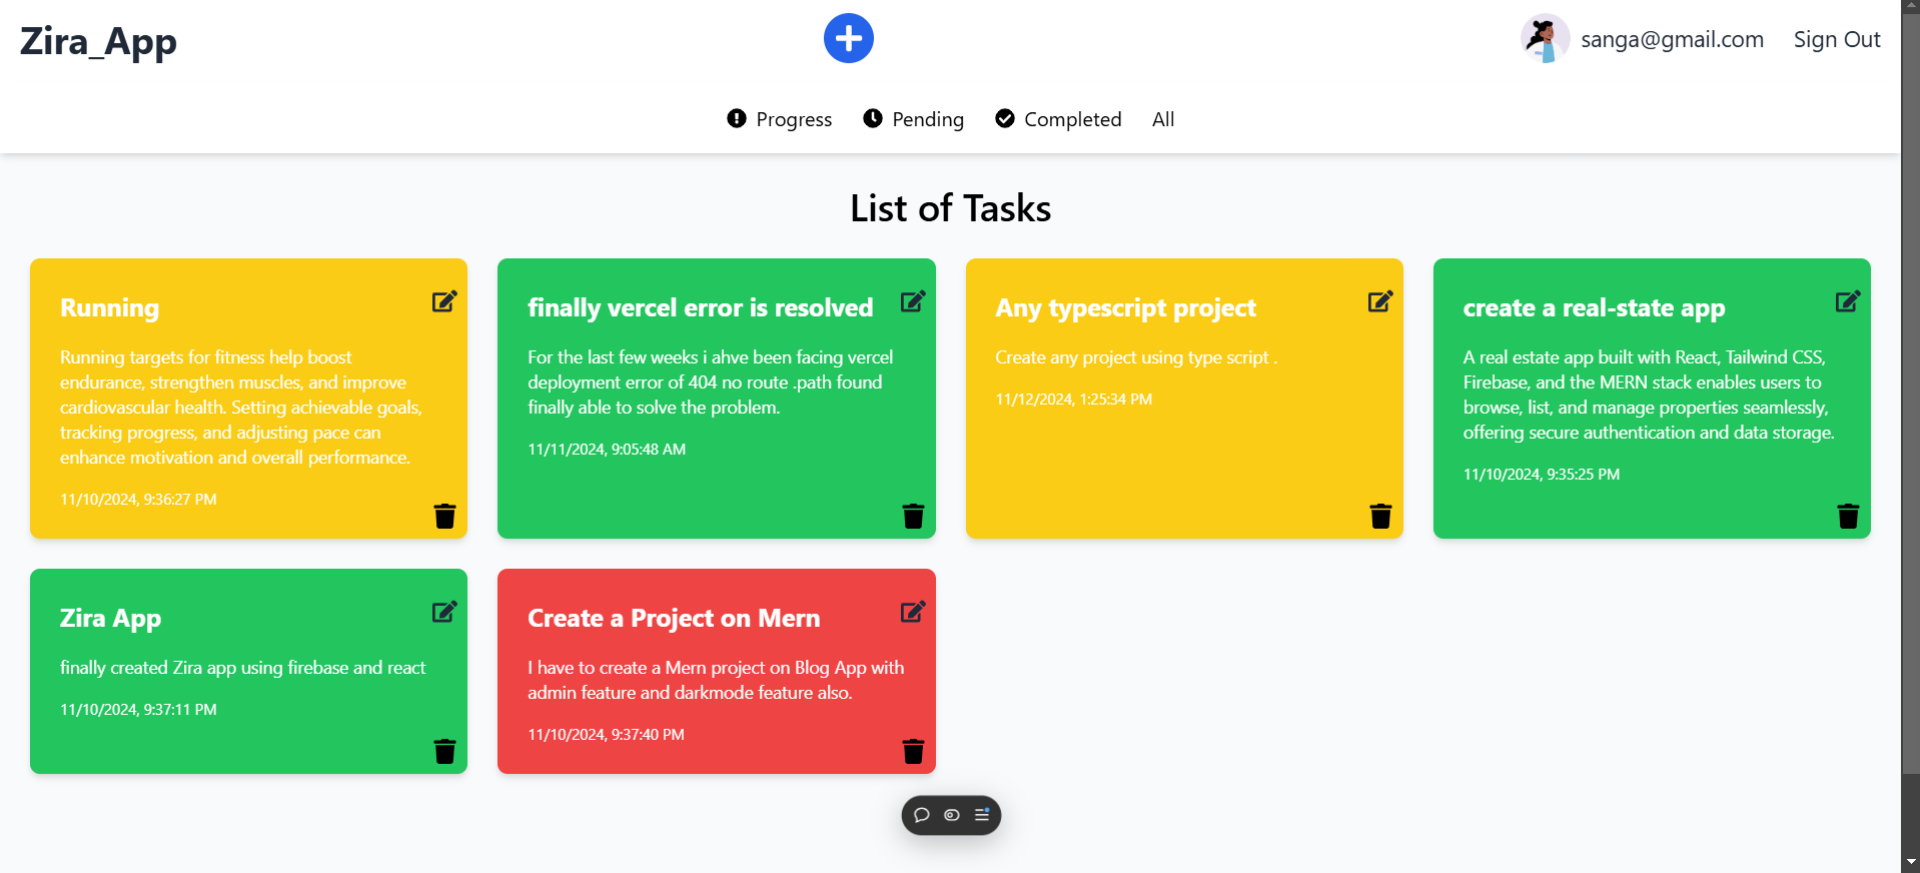 Zira_App
sanga@gmail.com
Sign Out
Progress
Pending
Completed
All
List of Tasks
Running
Running targets for fitness help boost
endurance, strengthen muscles, and improve
cardiovascular health. Setting achievable goals,
tracking progress, and adjusting pace can
enhance motivation and overall performance.
11/10/2024, 9:36:27 PM
finally vercel error is resolved
For the last few weeks i ahve been facing vercel
deployment error of 404 no route .path found
finally able to solve the problem.
11/11/2024, 9:05:48 AM
Any typescript project
Create any project using type script .
11/12/2024, 1:25:34 PM
create a real-state app
A real estate app built with React, Tailwind CSS,
Firebase, and the MERN stack enables users to
browse, list, and manage properties seamlessly,
offering secure authentication and data storage.
11/10/2024, 9:35:25 PM
Zira App
finally created Zira app using firebase and react
11/10/2024, 9:37:11 PM
Create a Project on Mern
I have to create a Mern project on Blog App with
admin feature and darkmode feature also.
11/10/2024, 9:37:40 PM